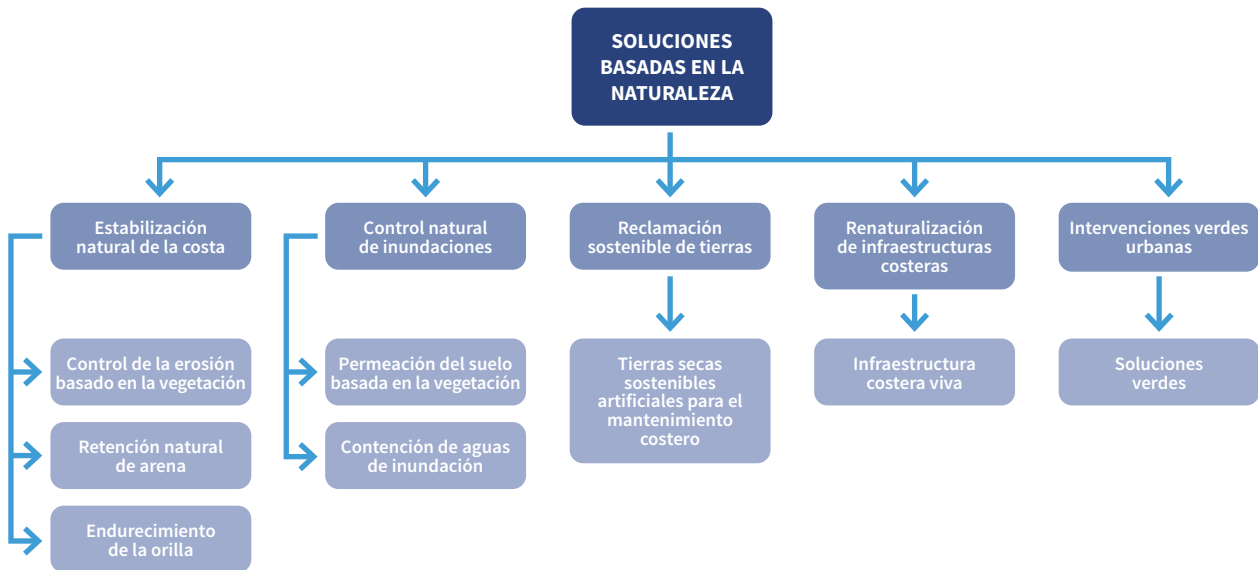 SOLUCIONES
BASADAS EN LA
NATURALEZA
Estabilización
natural de la costa
Control natural
de inundaciones
Reclamación
sostenible de tierras
Renaturalización
de infraestructuras
costeras
Intervenciones verdes
urbanas
Control de la erosión
basado en la vegetación
Permeación del suelo
basada en la vegetación
Tierras secas
sostenibles
artificiales para el
mantenimiento
costero
Infraestructura
costera viva
Soluciones
verdes
Retención natural
de arena
Contención de aguas
de inundación
Endurecimiento
de la orilla